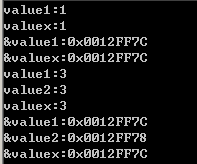 value1:1
valuex:1
&value1:0x0012FF7C
&valuex:0x0012FF7C
value1:3
value2:3
valuex:3
&value1:0x0012FF7C
&value2:0x0012FF78
&valuex:0x0012FF7C